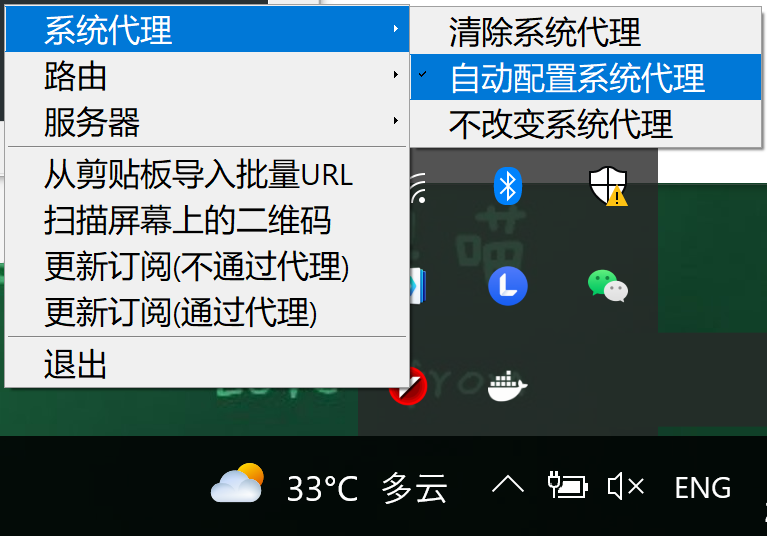 系统代理
路由
服务器
从剪贴板导入批量URL
扫描屏幕上的二维码
更新订阅(不通过代理)
更新订阅(通过代理)
退出
清除系统代理
自动配置系统代理
不改变系统代理
33°C 多云
ENG